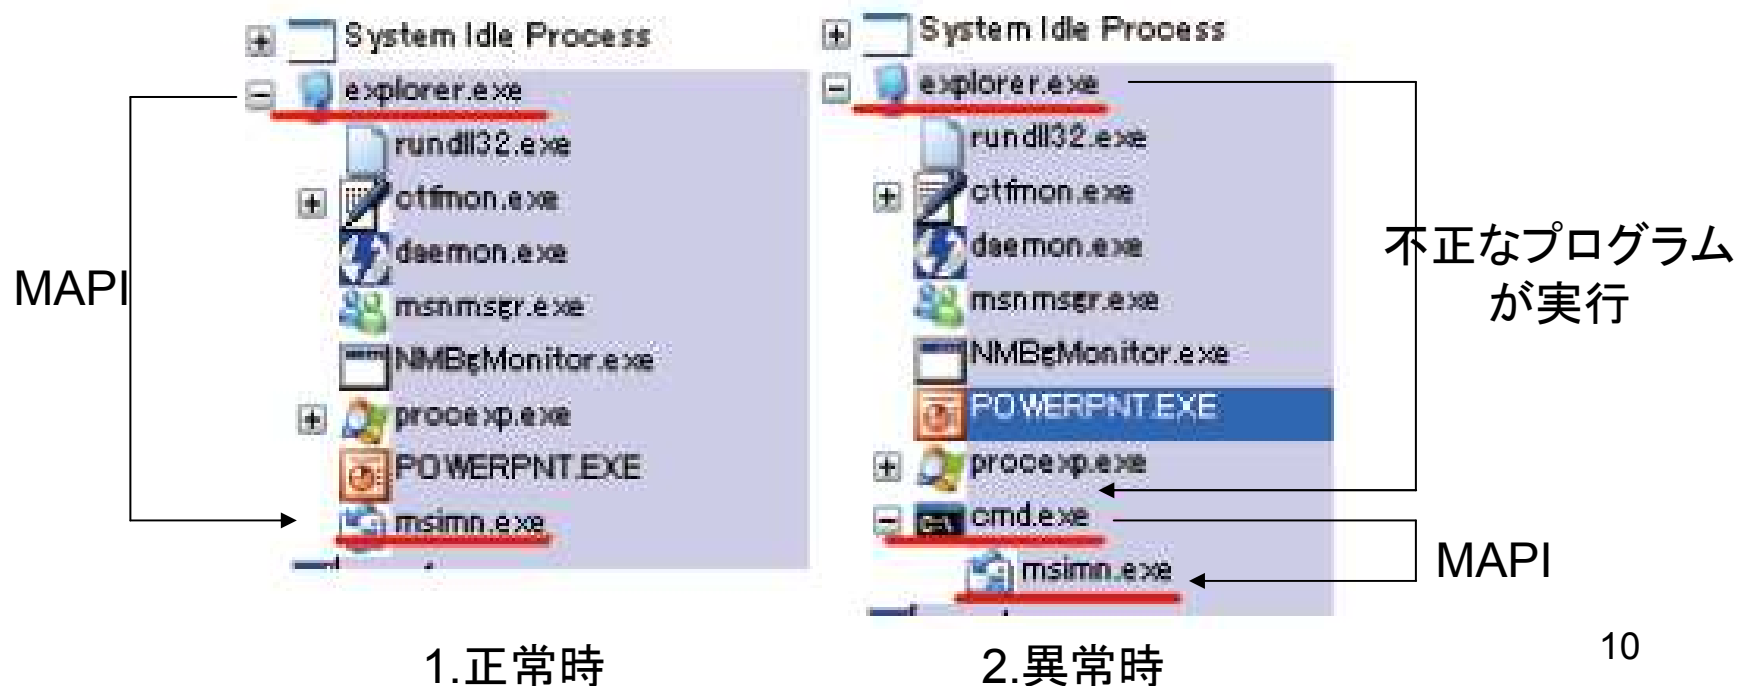 System Idle Process
explorer.exe
rundll32.exe
ctfmon.exe
daemon.exe
msnmsgr.exe
NMBgMonitor.exe
procexp.exe
POWERPNT.EXE
msimn.exe
MAPI
1.正常時
System Idle Process
explorer.exe
rundll32.exe
ctfmon.exe
daemon.exe
msnmsgr.exe
NMBgMonitor.exe
POWERPNT.EXE
procexp.exe
cmd.exe
msimn.exe
不正なプログラム
が実行
MAPI
2.異常時
10